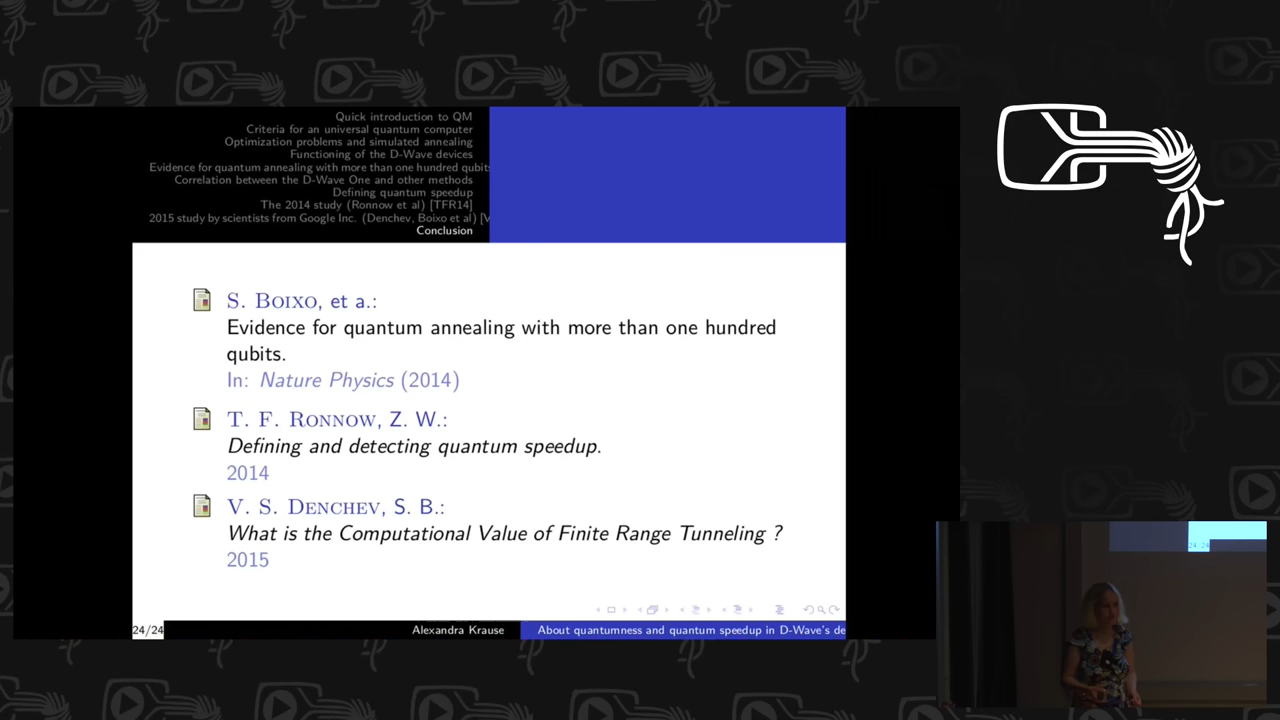 Quick introduction to QM
Criteria for an universal quantum computer
Optimization problems and simulated annealing
Functioning of the D-Wave devices
Evidence for quantum annealing with more than one hundred qubits
Correlation between the D-Wave One and other methods
Defining quantum speedup
The 2014 study (Ronnow et al) [TFR14]
2015 study by scientists from Google Inc. (Denchev, Boixo et al) [V
Conclusion
S. Boixo, et a.:
Evidence for quantum annealing with more than one hundred
qubits.
In: Nature Physics (2014)
T. F. Ronnow, Z. W.:
Defining and detecting quantum speedup.
2014
V. S. Denchev, S. B.:
What is the Computational Value of Finite Range Tunneling ?
2015
24/24
Alexandra Krause
About quantumness and quantum speedup in D-Wave's de
24/24